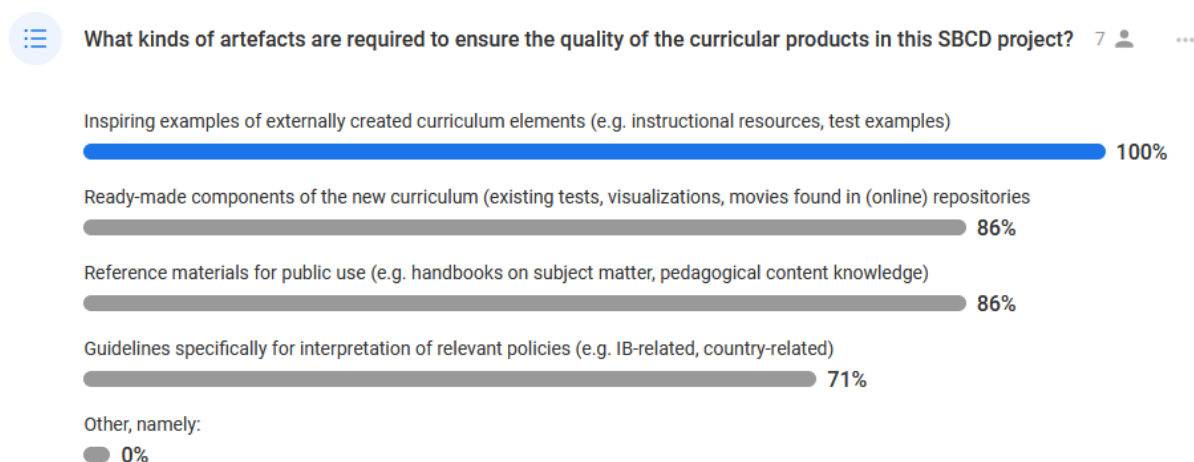 What kinds of artefacts are required to ensure the quality of the curricular products in this SBCD project? 7
Inspiring examples of externally created curriculum elements (e.g. instructional resources, test examples)
100%
Ready-made components of the new curriculum (existing tests, visualizations, movies found in (online) repositories
86%
Reference materials for public use (e.g. handbooks on subject matter, pedagogical content knowledge)
86%
Guidelines specifically for interpretation of relevant policies (e.g. IB-related, country-related)
71%
Other, namely:
0%